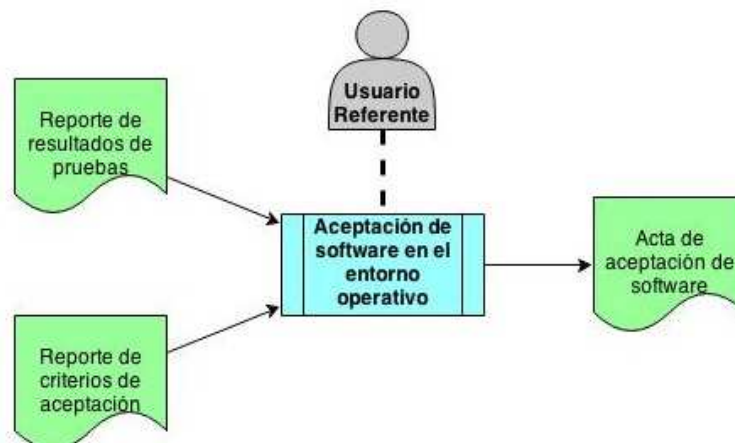 Usuario
Referente
Reporte de
resultados de
pruebas
Aceptación de
software en el
entorno
operativo
Acta de
aceptación de
software
Reporte de
criterios de
aceptación